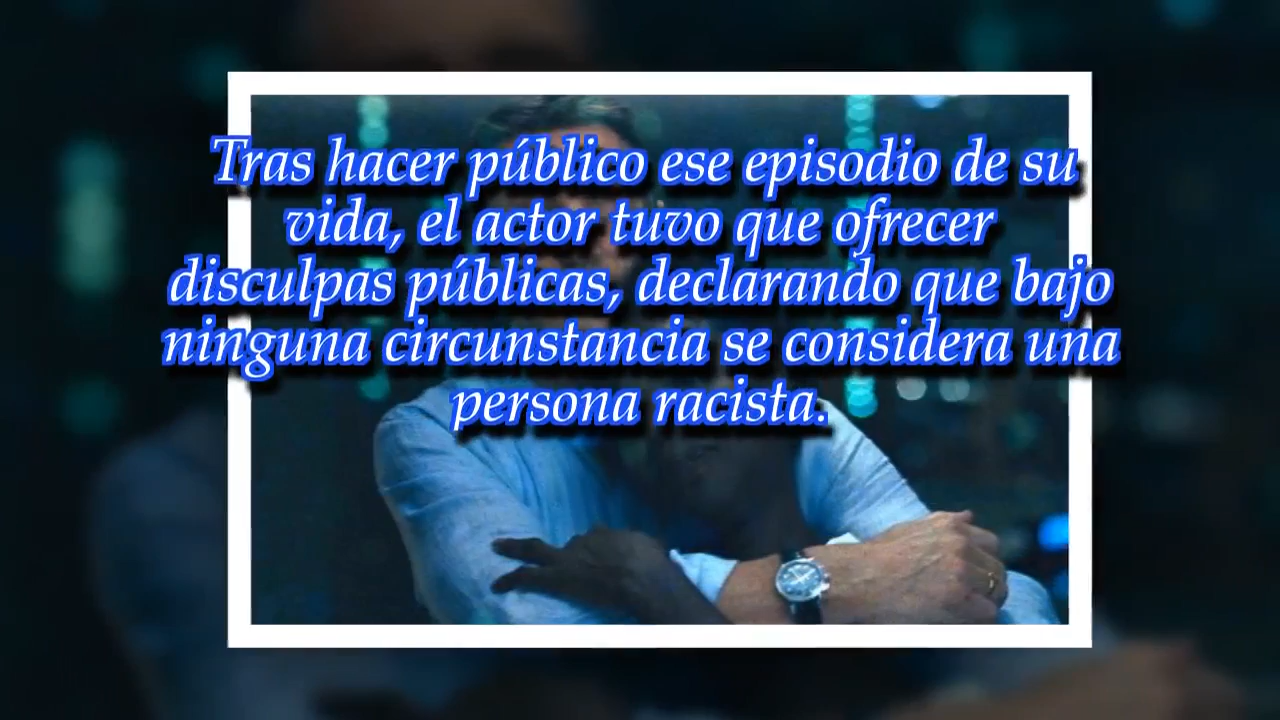 Tras hacer público ese episodio de su
vida, el actor tuvo que ofrecer
disculpas públicas, declarando que bajo
ninguna circunstancia se considera una
persona racista.